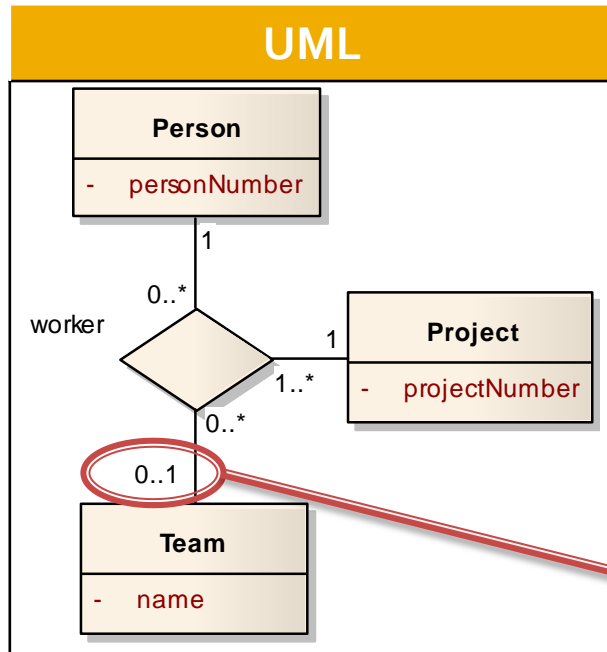 UML
Person
- personNumber
1
0..*
worker
1
Project
1..*
- projectNumber
0..*
0..1
Team
- name